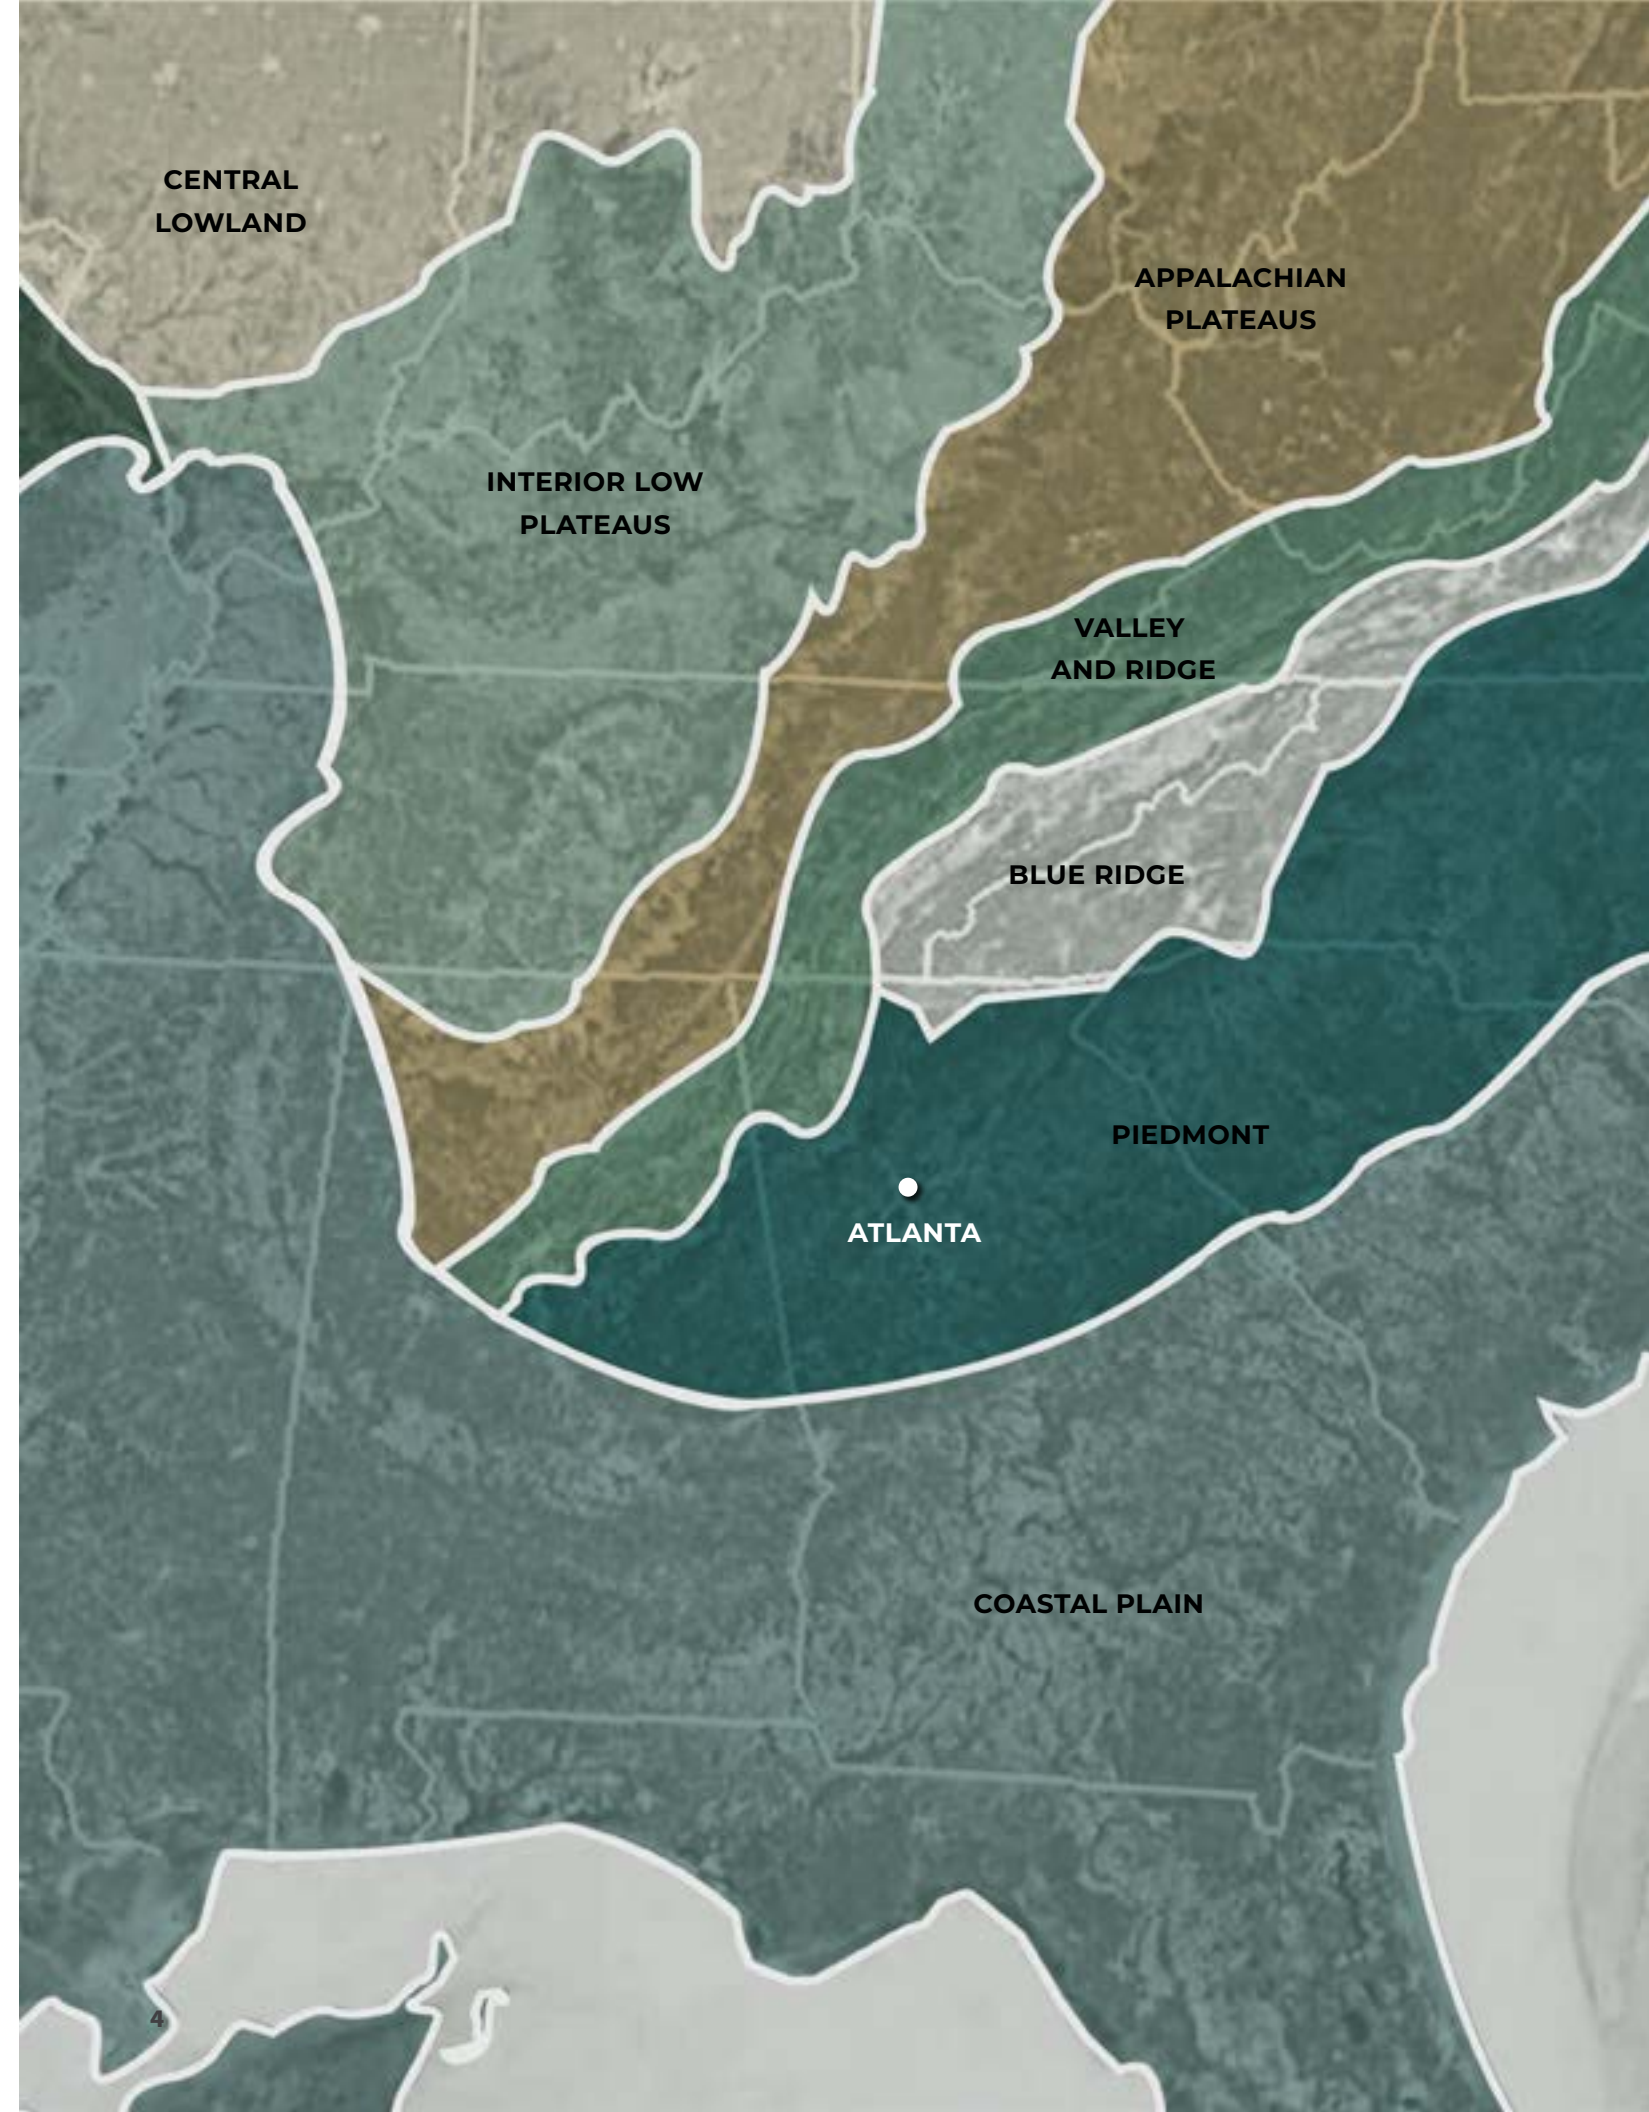 CENTRAL
LOWLAND
APPALACHIAN
PLATEAUS
INTERIOR LOW
PLATEAUS
VALLEY
AND RIDGE
BLUE RIDGE
PIEDMONT
ATLANTA
COASTAL PLAIN
4